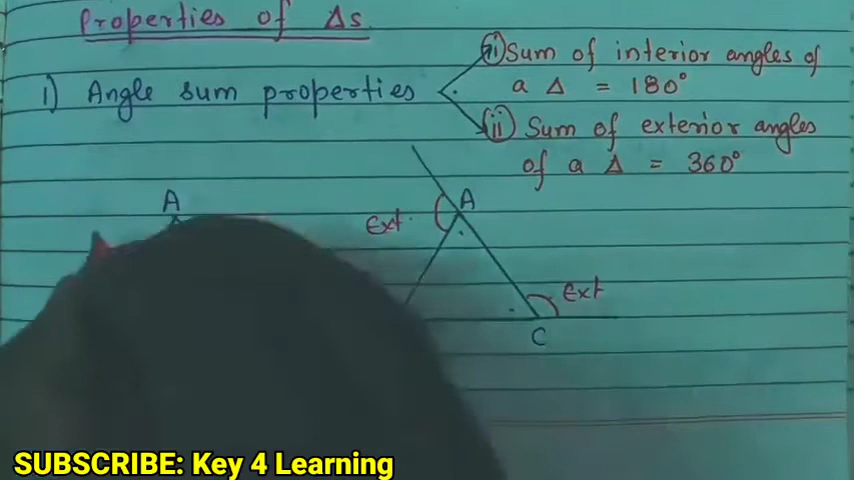 Properties of Δs
i) Angle sum properties
(i) Sum of interior angles of
a Δ = 180°
(ii) Sum of exterior angles
of a Δ = 360°
A
A
Ext.
Ext
C
SUBSCRIBE: Key 4 Learning